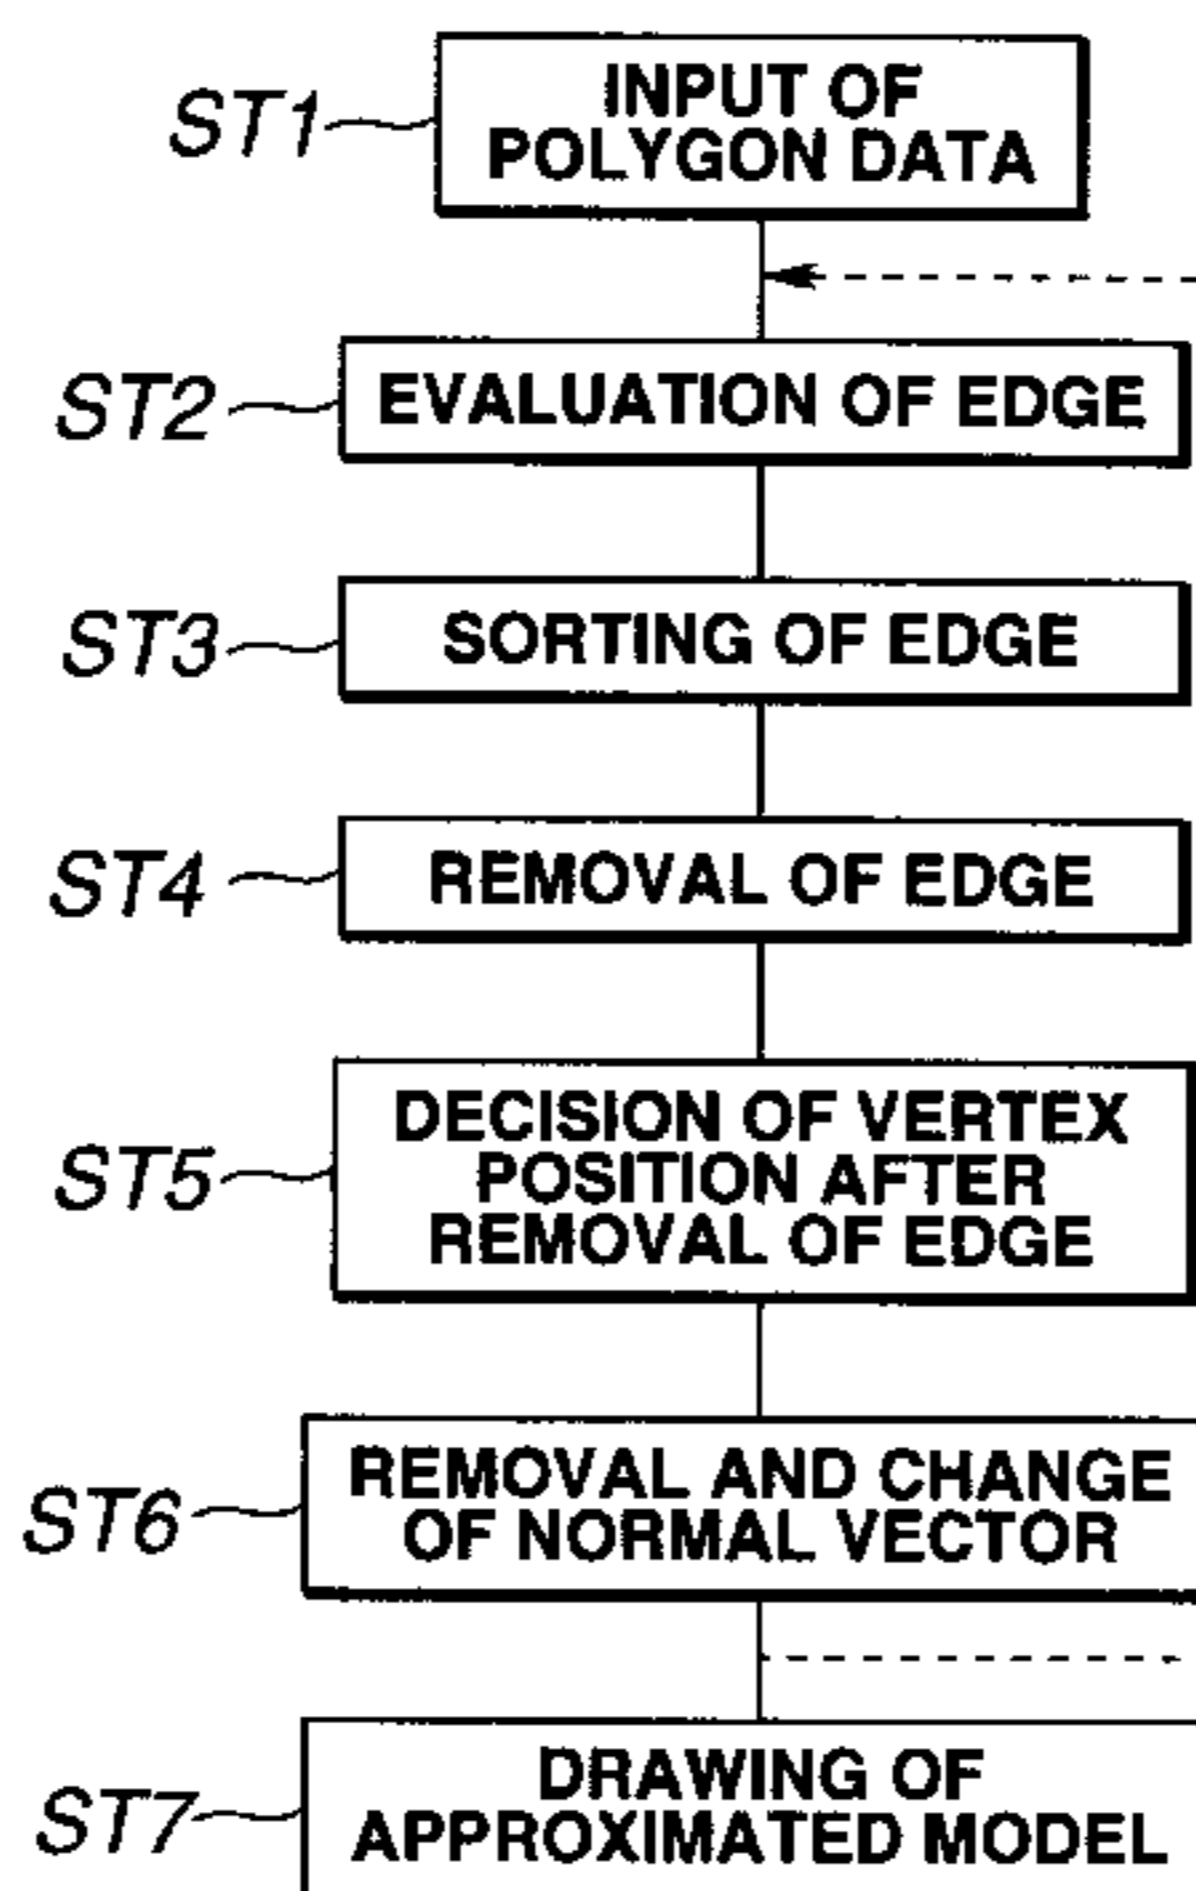 ST1
INPUT OF
POLYGON DATA
ST2
EVALUATION OF EDGE
ST3
SORTING OF EDGE
ST4
REMOVAL OF EDGE
ST5
DECISION OF VERTEX
POSITION AFTER
REMOVAL OF EDGE
ST6
REMOVAL AND CHANGE
OF NORMAL VECTOR
ST7
DRAWING OF
APPROXIMATED MODEL